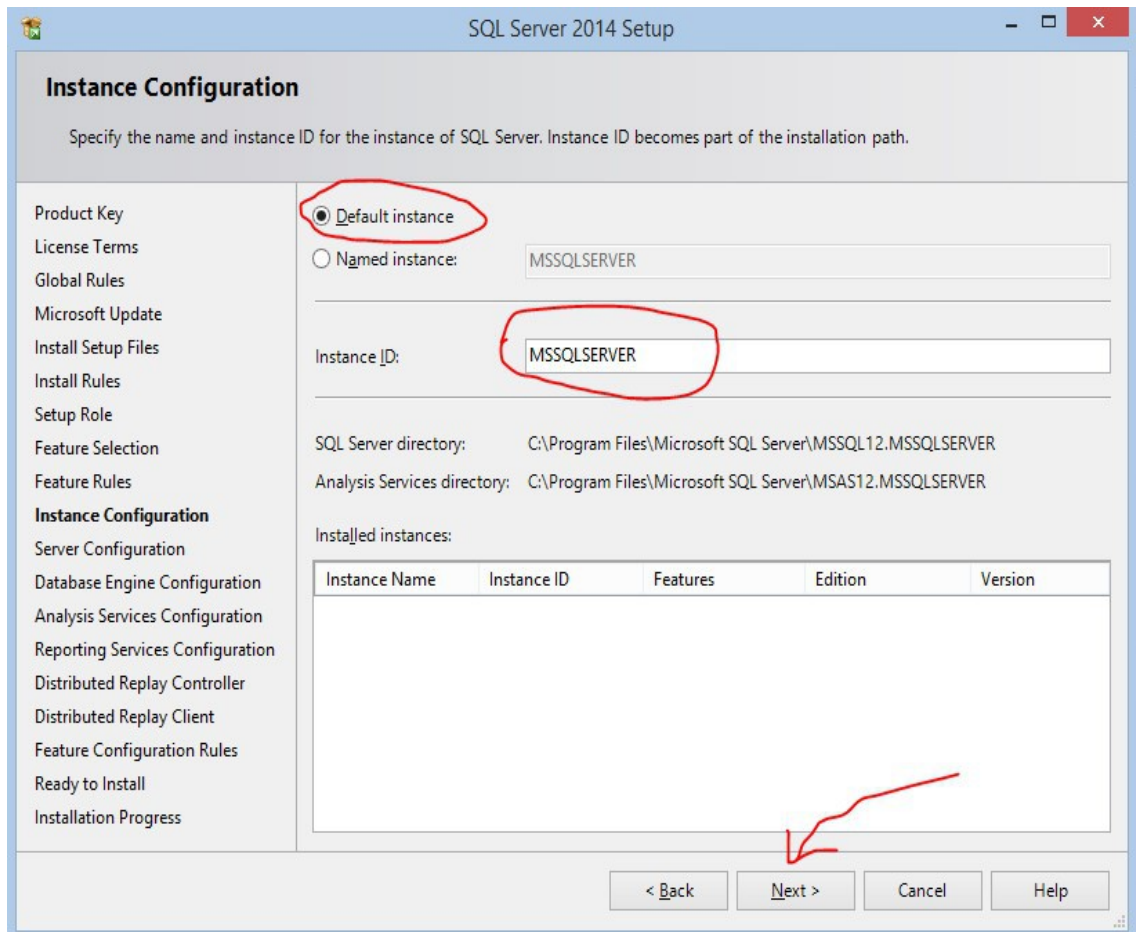 SQL Server 2014 Setup
Instance Configuration
Specify the name and instance ID for the instance of SQL Server. Instance ID becomes part of the installation path.
Product Key
License Terms
Global Rules
Microsoft Update
Install Setup Files
Install Rules
Setup Role
Feature Selection
Feature Rules
Instance Configuration
Server Configuration
Database Engine Configuration
Analysis Services Configuration
Reporting Services Configuration
Distributed Replay Controller
Distributed Replay Client
Feature Configuration Rules
Ready to Install
Installation Progress
Default instance
Named instance: MSSQLSERVER
Instance ID: MSSQLSERVER
SQL Server directory: C:\Program Files\Microsoft SQL Server\MSSQL12.MSSQLSERVER
Analysis Services directory: C:\Program Files\Microsoft SQL Server\MSAS12.MSSQLSERVER
Installed instances:
Instance Name Instance ID Features Edition Version
< Back Next > Cancel Help